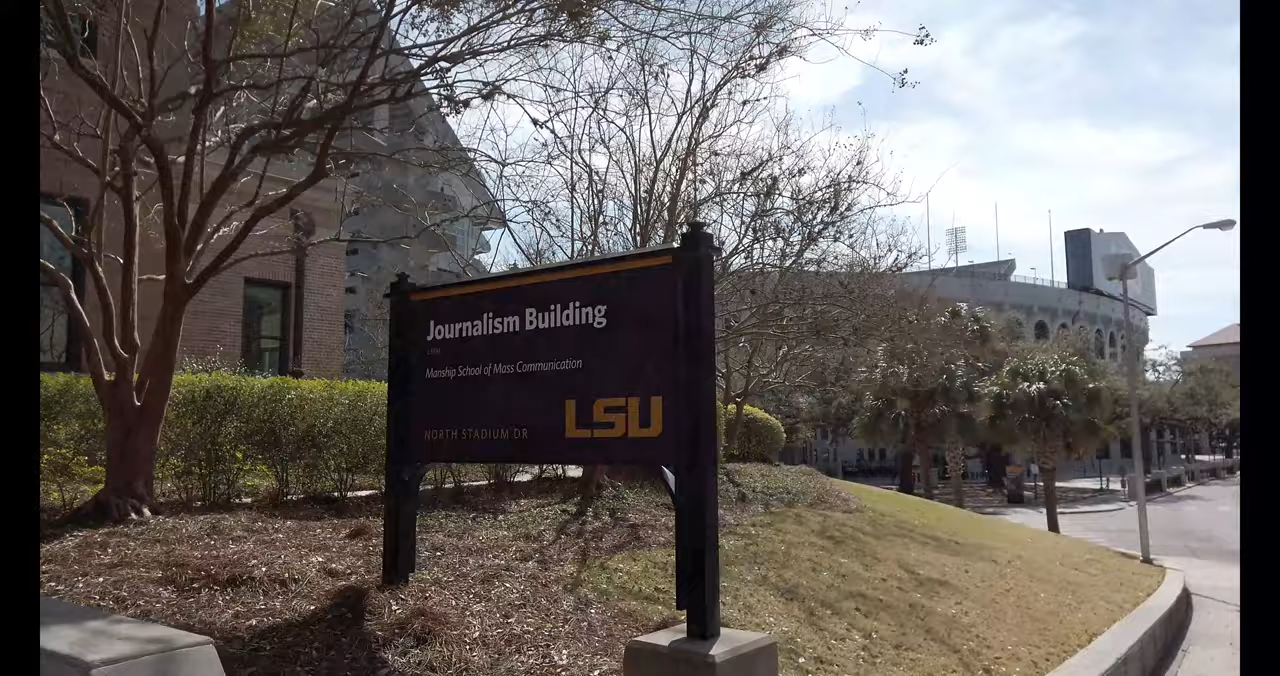 Journalism Building
Manship School of Mass Communication
LSU
NORTH STADIUM DR